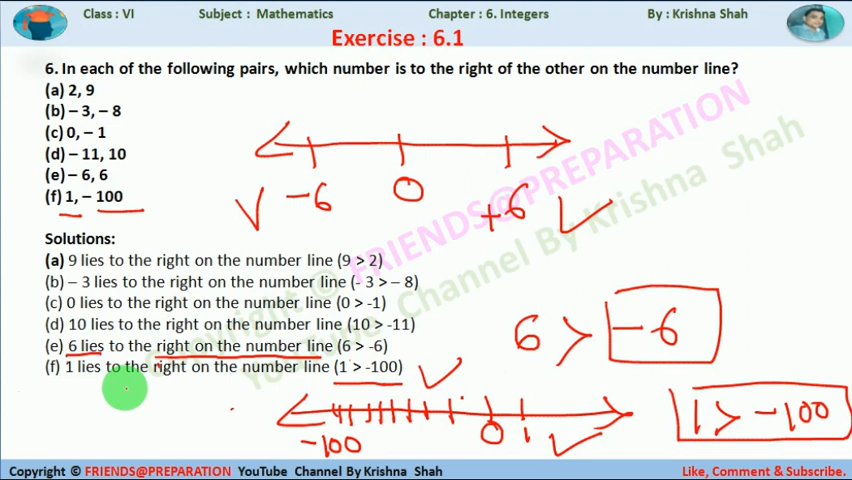 Class : VI Subject : Mathematics Chapter : 6. Integers By : Krishna Shah
Exercise : 6.1
6. In each of the following pairs, which number is to the right of the other on the number line?
(a) 2, 9
(b) – 3, – 8
(c) 0, – 1
(d) – 11, 10
(e) – 6, 6
(f) 1, – 100
-6 0 +6
Solutions:
(a) 9 lies to the right on the number line (9 > 2)
(b) – 3 lies to the right on the number line (- 3 > – 8)
(c) 0 lies to the right on the number line (0 > -1)
(d) 10 lies to the right on the number line (10 > -11)
(e) 6 lies to the right on the number line (6 > -6)
(f) 1 lies to the right on the number line (1 > -100)
6 > -6
-100 0 1
1 > -100
Copyright © FRIENDS@PREPARATION
YouTube Channel By Krishna Shah
Copyright © FRIENDS@PREPARATION YouTube Channel By Krishna Shah Like, Comment & Subscribe.